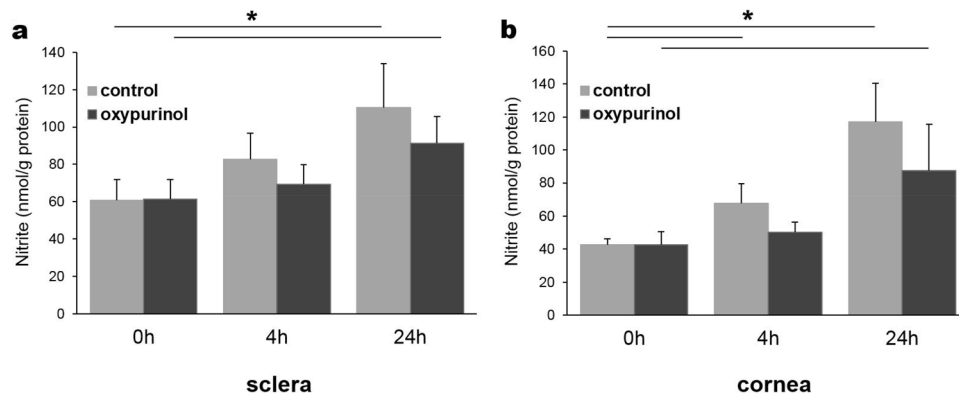 a
*
140
120
100
80
60
40
20
0
Nitrite (nmol/g protein)
control
oxypurinol
0h 4h 24h
sclera
b
*
160
140
120
100
80
60
40
20
0
Nitrite (nmol/g protein)
control
oxypurinol
0h 4h 24h
cornea